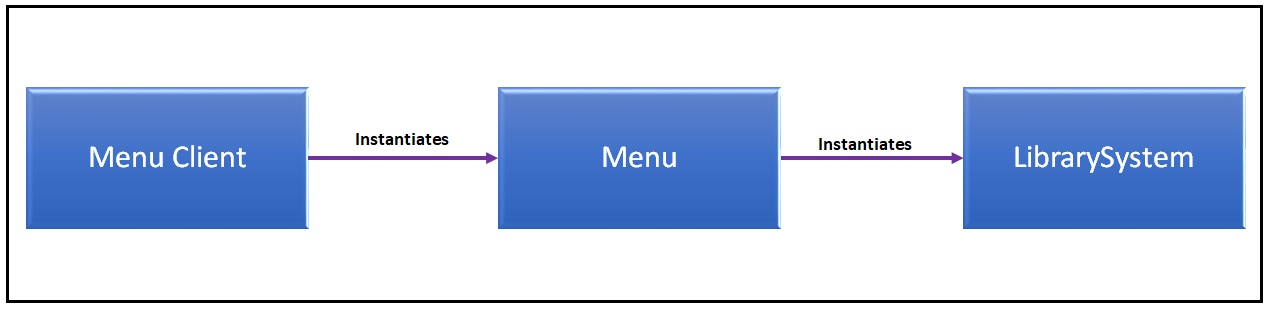 Menu Client
Instantiates
Menu
Instantiates
LibrarySystem